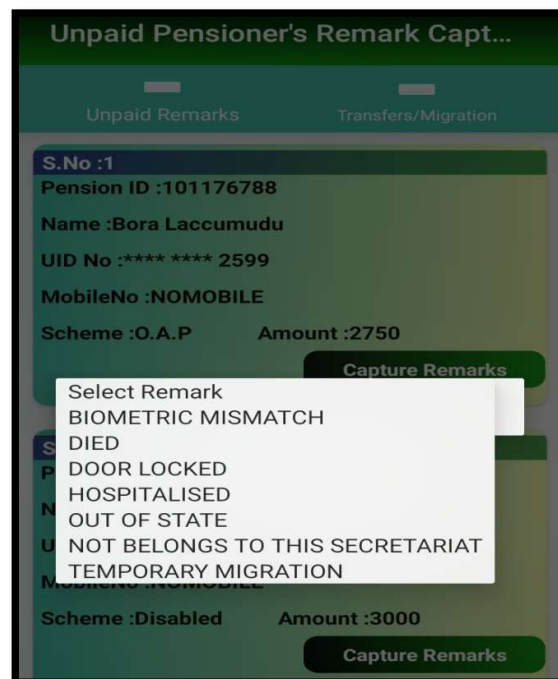 Unpaid Pensioner's Remark Capt...
Unpaid Remarks Transfers/Migration
S.No :1
Pension ID :101176788
Name :Bora Laccumudu
UID No :**** **** 2599
MobileNo :NOMOBILE
Scheme :O.A.P Amount :2750
Capture Remarks
Select Remark
BIOMETRIC MISMATCH
DIED
DOOR LOCKED
HOSPITALISED
OUT OF STATE
NOT BELONGS TO THIS SECRETARIAT
TEMPORARY MIGRATION
Scheme :Disabled Amount :3000
Capture Remarks